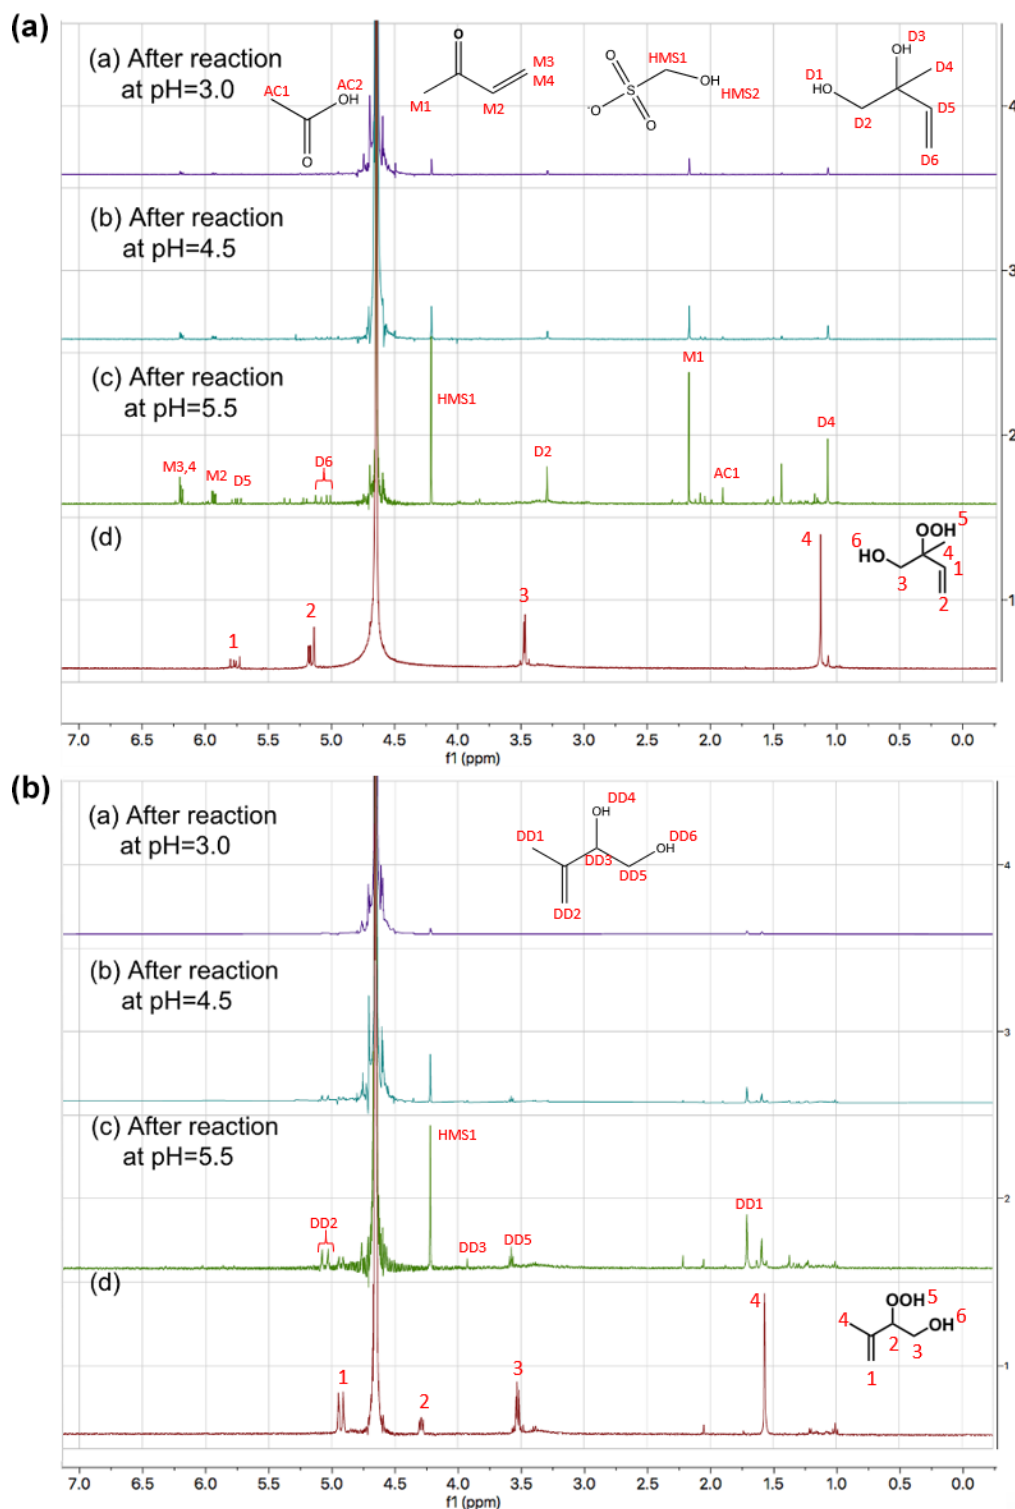 (a)
(a) After reaction
at pH=3.0
AC1
AC2
OH
O
O
M1
M2
M3
M4
O
S
O
-O
HMS1
OH
HMS2
D1
HO
D2
OH
D3
D4
D5
D6
4
(b) After reaction
at pH=4.5
3
(c) After reaction
at pH=5.5
M3,4
M2
D5
D6
HMS1
D2
M1
AC1
D4
2
(d)
1
2
3
4
5
OOH
6
HO
4
3
1
2
1
7.0 6.5 6.0 5.5 5.0 4.5 4.0 3.5 3.0 2.5 2.0 1.5 1.0 0.5 0.0
f1 (ppm)
(b)
(a) After reaction
at pH=3.0
DD4
OH
DD1
DD3
OH
DD6
DD5
DD2
4
(b) After reaction
at pH=4.5
3
(c) After reaction
at pH=5.5
DD2
HMS1
DD3
DD5
DD1
2
(d)
1
2
3
4
OOH
5
4
OH
6
2
3
1
1
7.0 6.5 6.0 5.5 5.0 4.5 4.0 3.5 3.0 2.5 2.0 1.5 1.0 0.5 0.0
f1 (ppm)